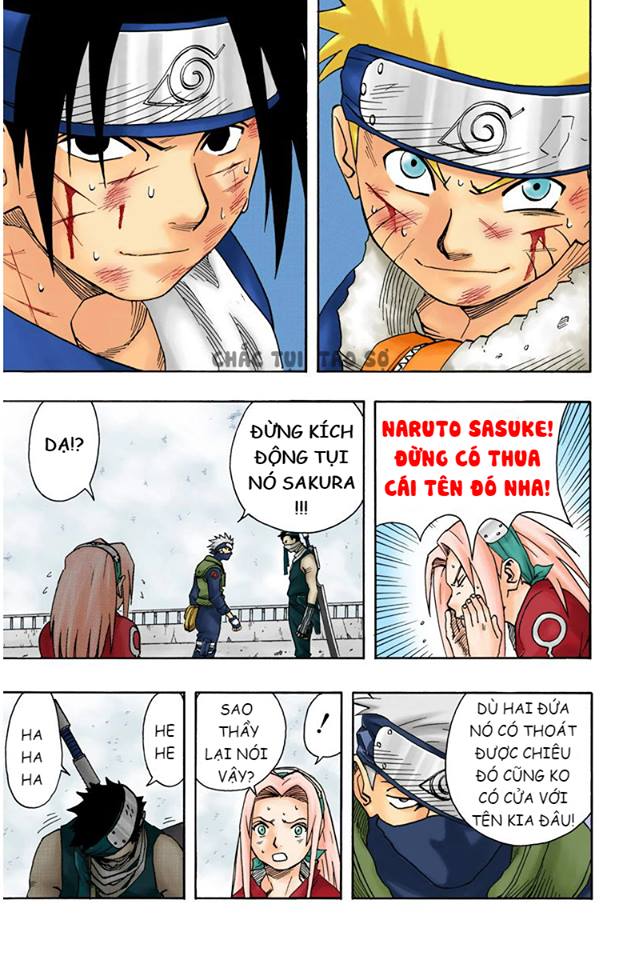 CHẮC TỤI TAO SỢ
NARUTO SASUKE!
ĐỪNG CÓ THUA
CÁI TÊN ĐÓ NHA!
ĐỪNG KÍCH
ĐỘNG TỤI
NÓ SAKURA
!!!
DẠ!?
DÙ HAI ĐỨA
NÓ CÓ THOÁT
ĐƯỢC CHIÊU
ĐÓ CŨNG KO
CÓ CỬA VỚI
TÊN KIA ĐÂU!
!
SAO
THẦY
LẠI NÓI
VẬY?
HE
HE
HA
HA
HA